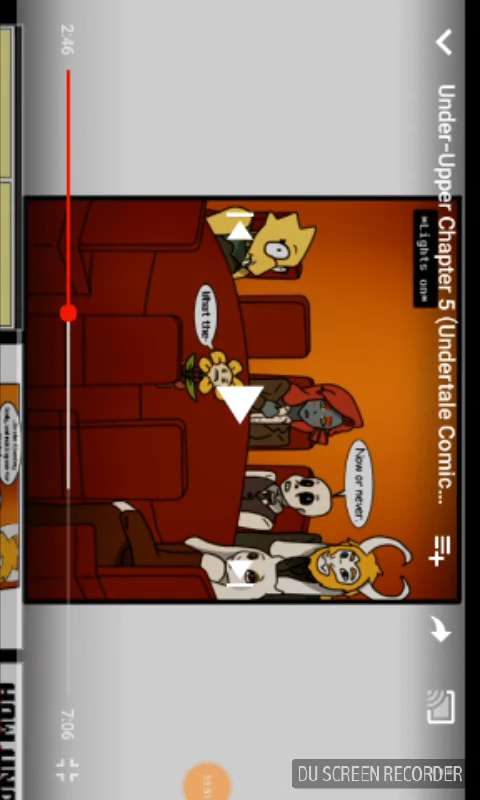 Under-Upper Chapter 5 (Undertale Comic...
*Lights on*
What the-
Now or never.
2:46
7:06
DU SCREEN RECORDER
HOW